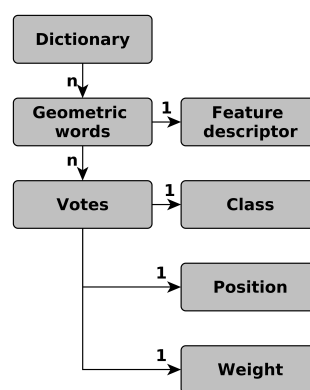 Dictionary
n
Geometric
words
1
Feature
descriptor
n
Votes
1
Class
1
Position
1
Weight